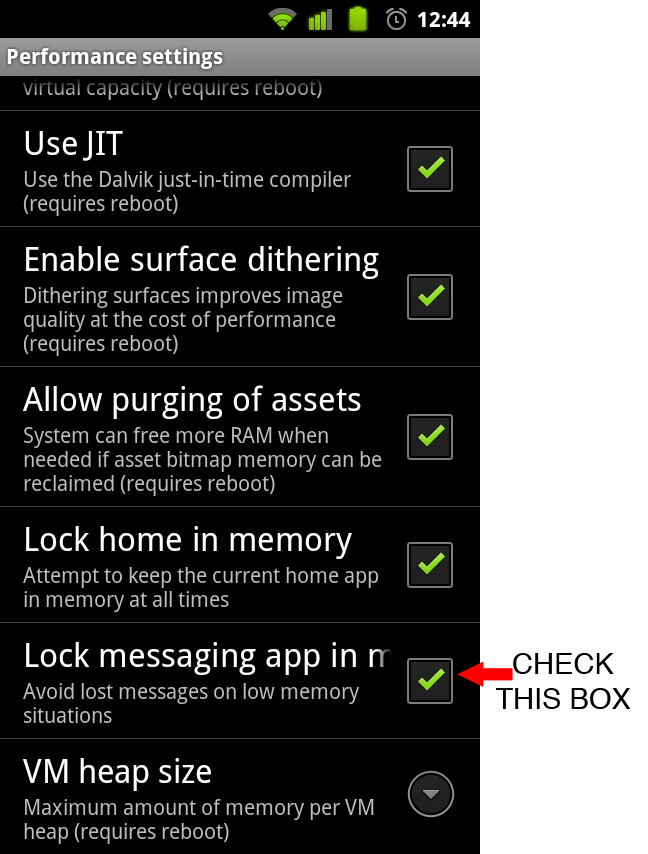 12:44
Performance settings
virtual capacity (requires reboot)
Use JIT
Use the Dalvik just-in-time compiler
(requires reboot)
Enable surface dithering
Dithering surfaces improves image
quality at the cost of performance
(requires reboot)
Allow purging of assets
System can free more RAM when
needed if asset bitmap memory can be
reclaimed (requires reboot)
Lock home in memory
Attempt to keep the current home app
in memory at all times
Lock messaging app in m
Avoid lost messages on low memory
situations
CHECK
THIS BOX
VM heap size
Maximum amount of memory per VM
heap (requires reboot)